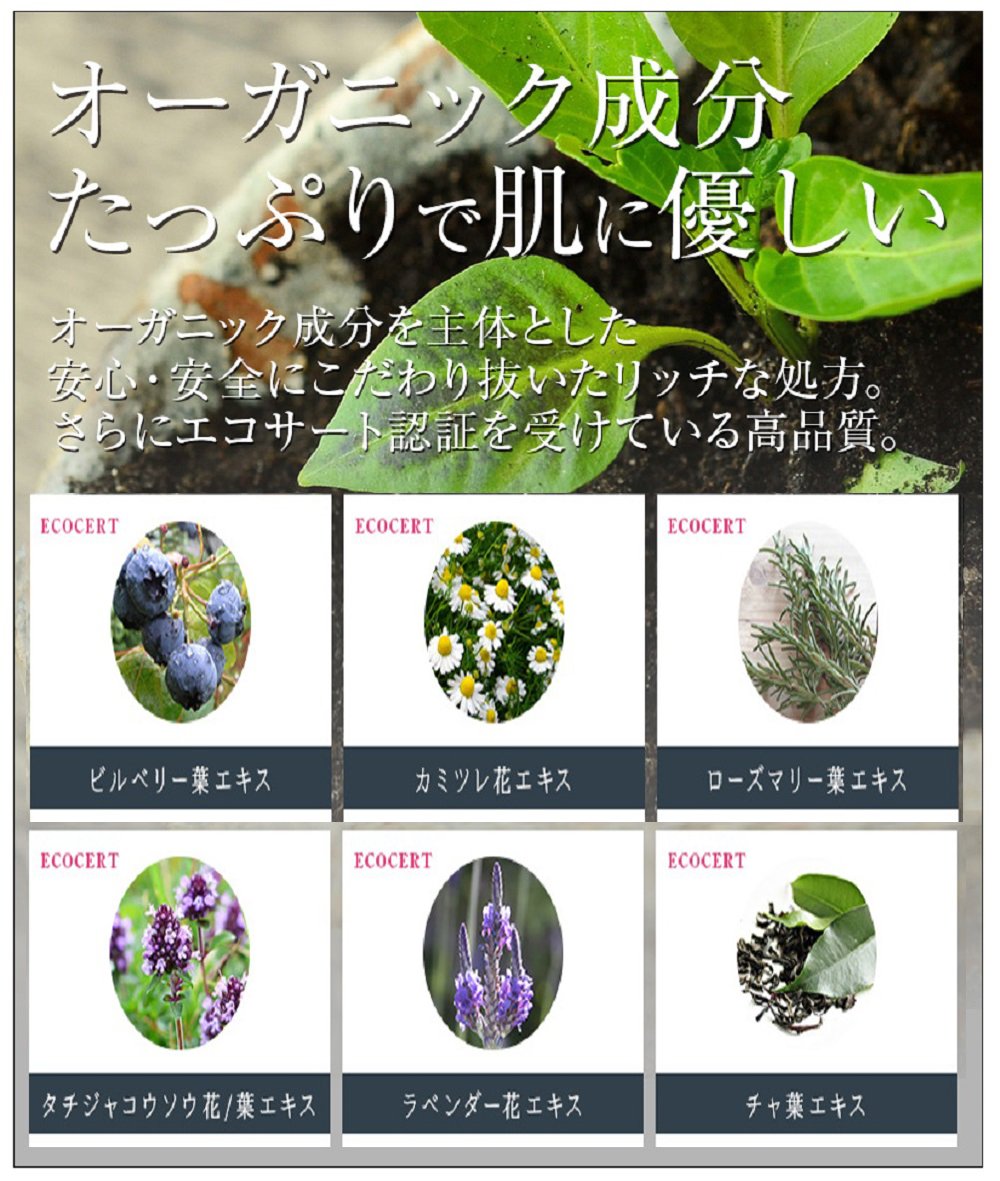 オーガニック成分
たっぷりで肌に優しい
オーガニック成分を主体とした
安心・安全にこだわり抜いたリッチな処方。
さらにエコサート認証を受けている高品質。
ECOCERT
ECOCERT
ECOCERT
ビルベリー葉エキス
カミツレ花エキス
ローズマリー葉エキス
ECOCERT
ECOCERT
ECOCERT
タチジャコウソウ花/葉エキス
ラベンダー花エキス
チャ葉エキス